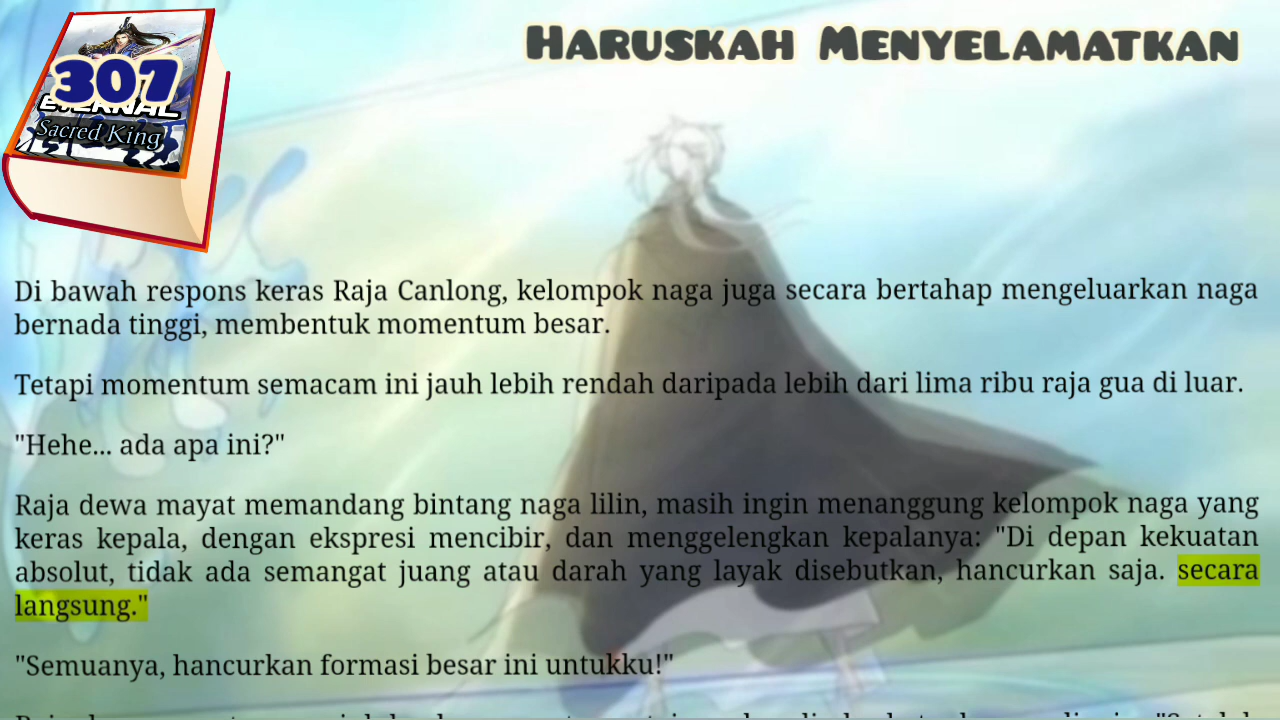 307
ETERNAL
Sacred King
HARUSKAH MENYELAMATKAN
Di bawah respons keras Raja Canlong, kelompok naga juga secara bertahap mengeluarkan naga
bernada tinggi, membentuk momentum besar.
Tetapi momentum semacam ini jauh lebih rendah daripada lebih dari lima ribu raja gua di luar.
"Hehe... ada apa ini?"
Raja dewa mayat memandang bintang naga lilin, masih ingin menanggung kelompok naga yang
keras kepala, dengan ekspresi mencibir, dan menggelengkan kepalanya: "Di depan kekuatan
absolut, tidak ada semangat juang atau darah yang layak disebutkan, hancurkan saja. secara
langsung."
"Semuanya, hancurkan formasi besar ini untukku!"